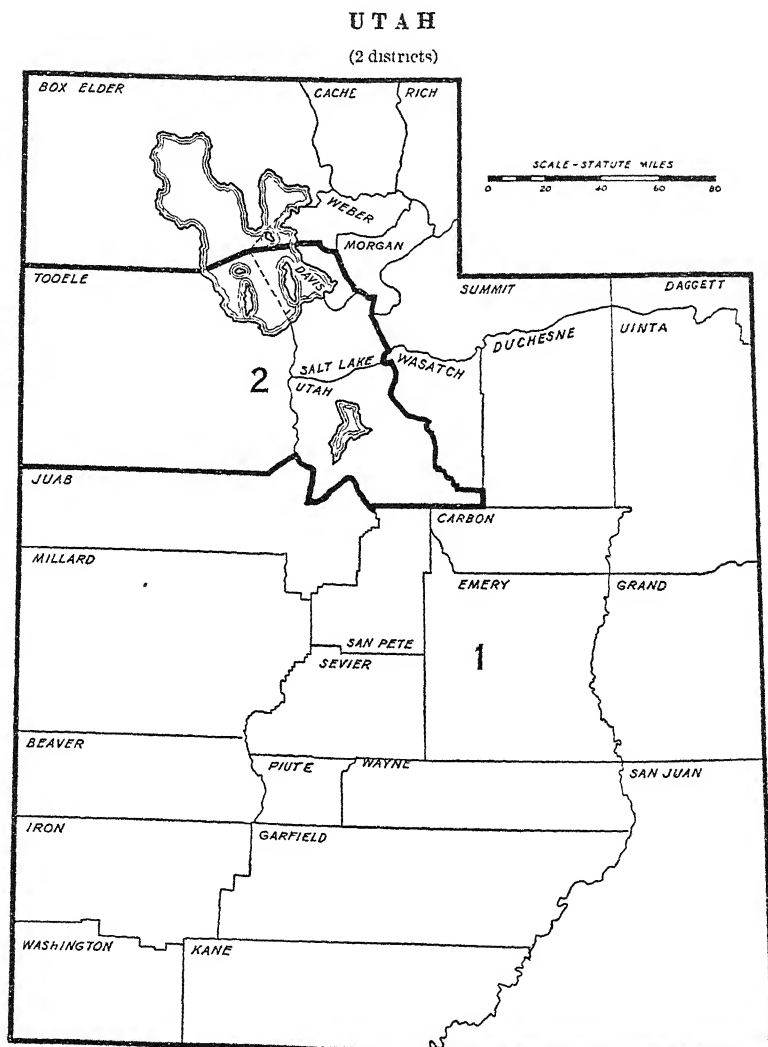 UTAH
(2 districts)
BOX ELDER
CACHE
RICH
SCALE - STATUTE MILES
0 20 40 60 80
WEBER
MORGAN
TOOELE
DAVIS
SUMMIT
DAGGETT
DUCHESNE
UINTA
SALT LAKE
WASATCH
2
UTAH
JUAB
CARBON
MILLARD
EMERY
GRAND
SAN PETE
SEVIER
1
BEAVER
PIUTE
WAYNE
SAN JUAN
IRON
GARFIELD
WASHINGTON
KANE